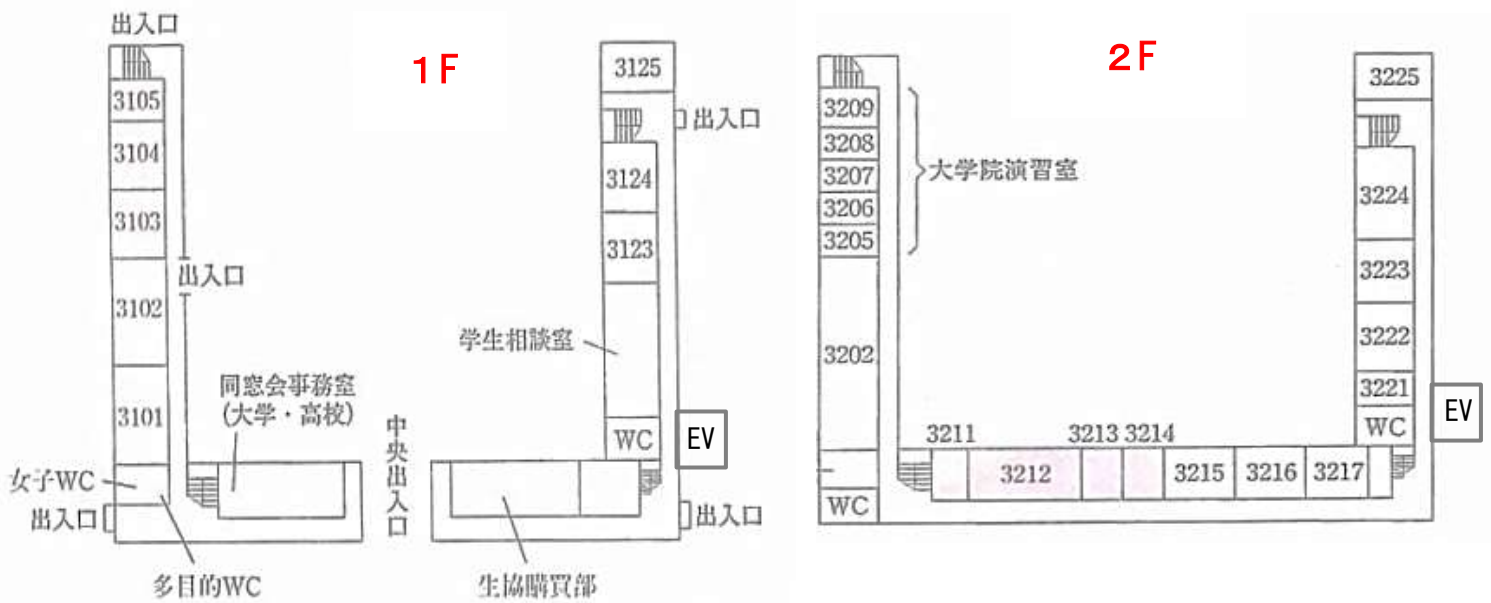 1F
出入口
3105
3104
3103
出入口
3102
3101
同窓会事務室
(大学・高校)
女子WC
出入口
多目的WC
中央出入口
3125
出入口
3124
3123
学生相談室
WC
EV
出入口
生協購買部
2F
3209
3208
3207
3206
3205
大学院演習室
3202
WC
3211
3212
3213
3214
3215
3216
3217
3225
3224
3223
3222
3221
WC
EV